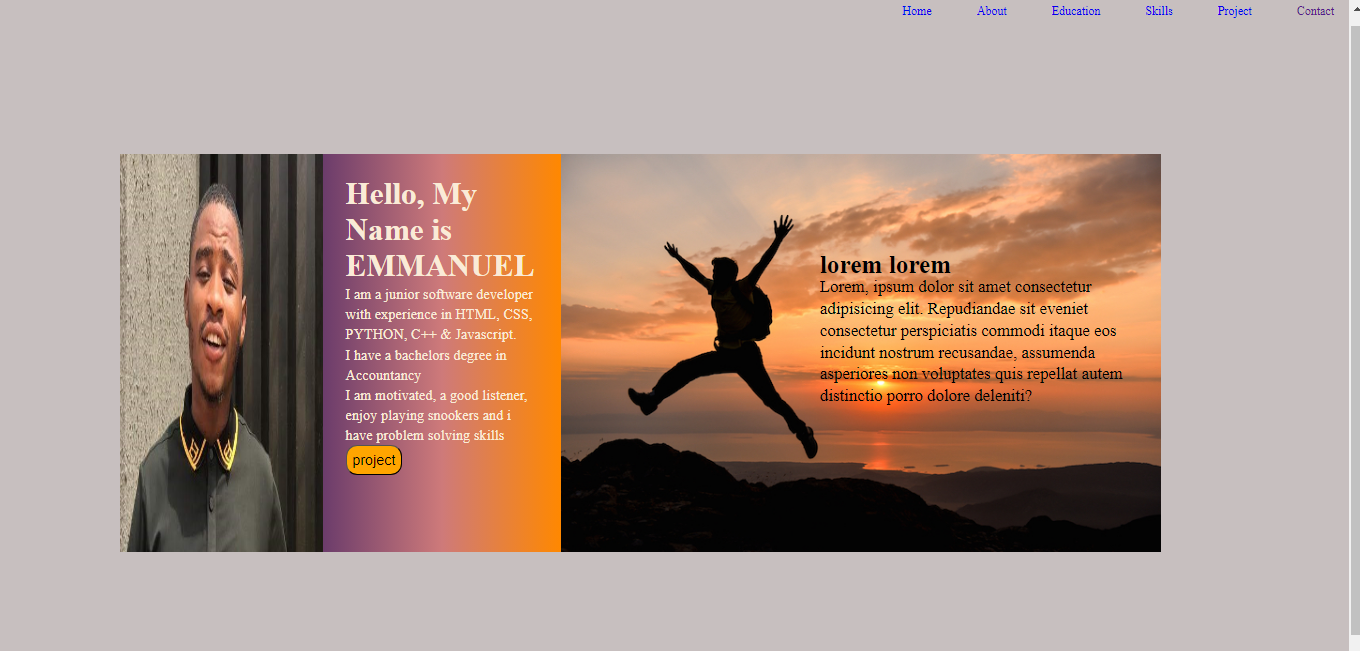 Home About Education Skills Project Contact
Hello, My
Name is
EMMANUEL
I am a junior software developer
with experience in HTML, CSS,
PYTHON, C++ & Javascript.
I have a bachelors degree in
Accountancy
I am motivated, a good listener,
enjoy playing snookers and i
have problem solving skills
project
lorem lorem
Lorem, ipsum dolor sit amet consectetur
adipisicing elit. Repudiandae sit eveniet
consectetur perspiciatis commodi itaque eos
incidunt nostrum recusandae, assumenda
asperiores non voluptates quis repellat autem
distinctio porro dolore deleniti?